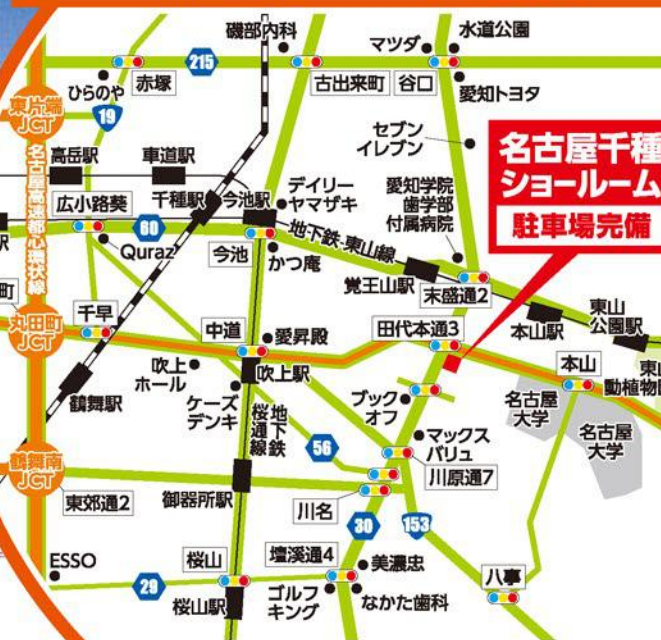 磯部内科
マツダ
水道公園
215
赤塚
古出来町
谷口
ひらのや
愛知トヨタ
東片端
JCT
19
セブン
イレブン
名古屋千種
ショールーム
駐車場完備
高岳駅
車道駅
千種駅
今池駅
デイリー
ヤマザキ
愛知学院
歯学部
付属病院
名古屋高速都心環状線
広小路葵
60
Quraz
今池
かつ庵
地下鉄 東山線
覚王山駅
末盛通2
駅
町
丸田町
JCT
千早
中道
愛昇殿
田代本通3
本山駅
東山
公園駅
吹上
ホール
吹上駅
本山
鶴舞駅
ケーズ
デンキ
ブック
オフ
名古屋
大学
名古屋
大学
動植物
地下鉄
桜通線
56
マックス
バリュ
川原通7
鶴舞南
JCT
東郊通2
御器所駅
川名
30
153
ESSO
29
桜山
桜山駅
壇溪通4
美濃忠
ゴルフ
キング
なかた歯科
八事